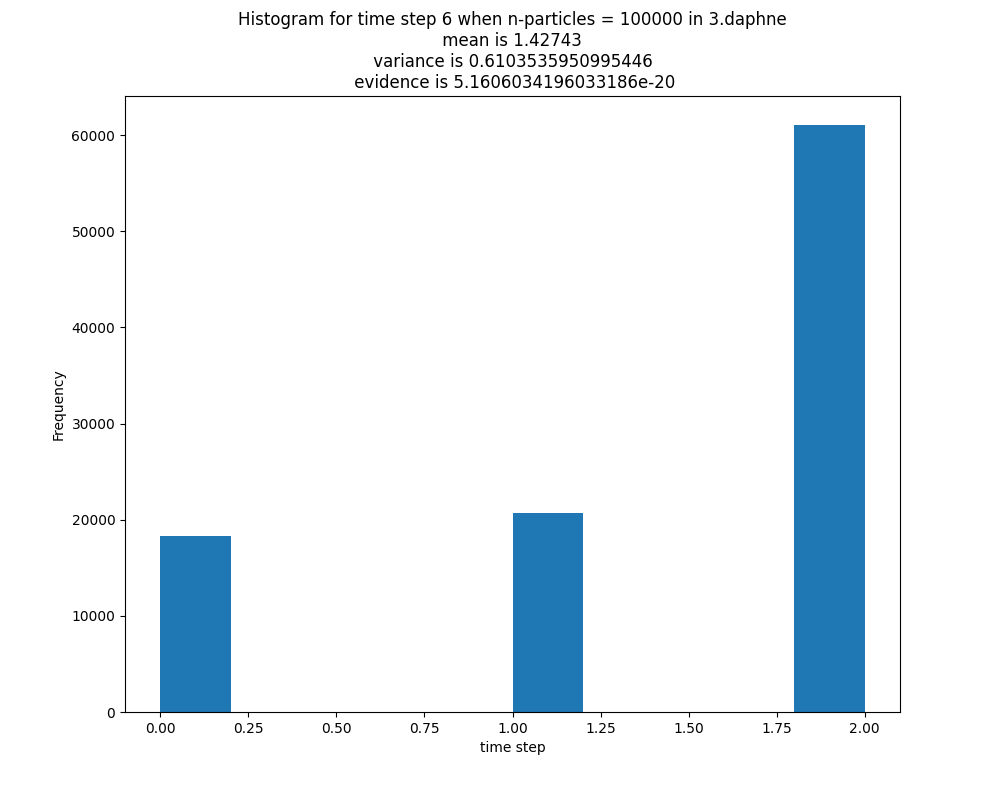 Histogram for time step 6 when n-particles = 100000 in 3.daphne
mean is 1.42743
variance is 0.6103535950995446
evidence is 5.1606034196033186e-20
60000
50000
40000
30000
20000
10000
0
Frequency
0.00 0.25 0.50 0.75 1.00 1.25 1.50 1.75 2.00
time step